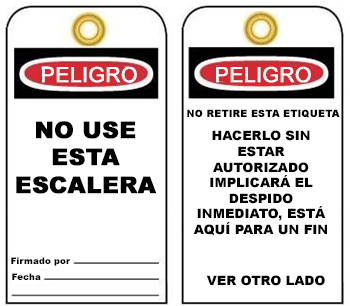 PELIGRO
NO USE
ESTA
ESCALERA
Firmado por
Fecha
PELIGRO
NO RETIRE ESTA ETIQUETA
HACERLO SIN
ESTAR
AUTORIZADO
IMPLICARÁ EL
DESPIDO
INMEDIATO, ESTÁ
AQUÍ PARA UN FIN
VER OTRO LADO